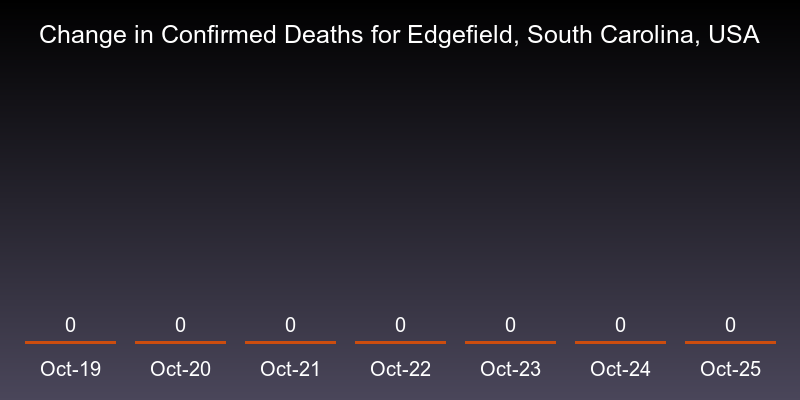 Change in Confirmed Deaths for Edgefield, South Carolina, USA
0 0 0 0 0 0 0
Oct-19 Oct-20 Oct-21 Oct-22 Oct-23 Oct-24 Oct-25